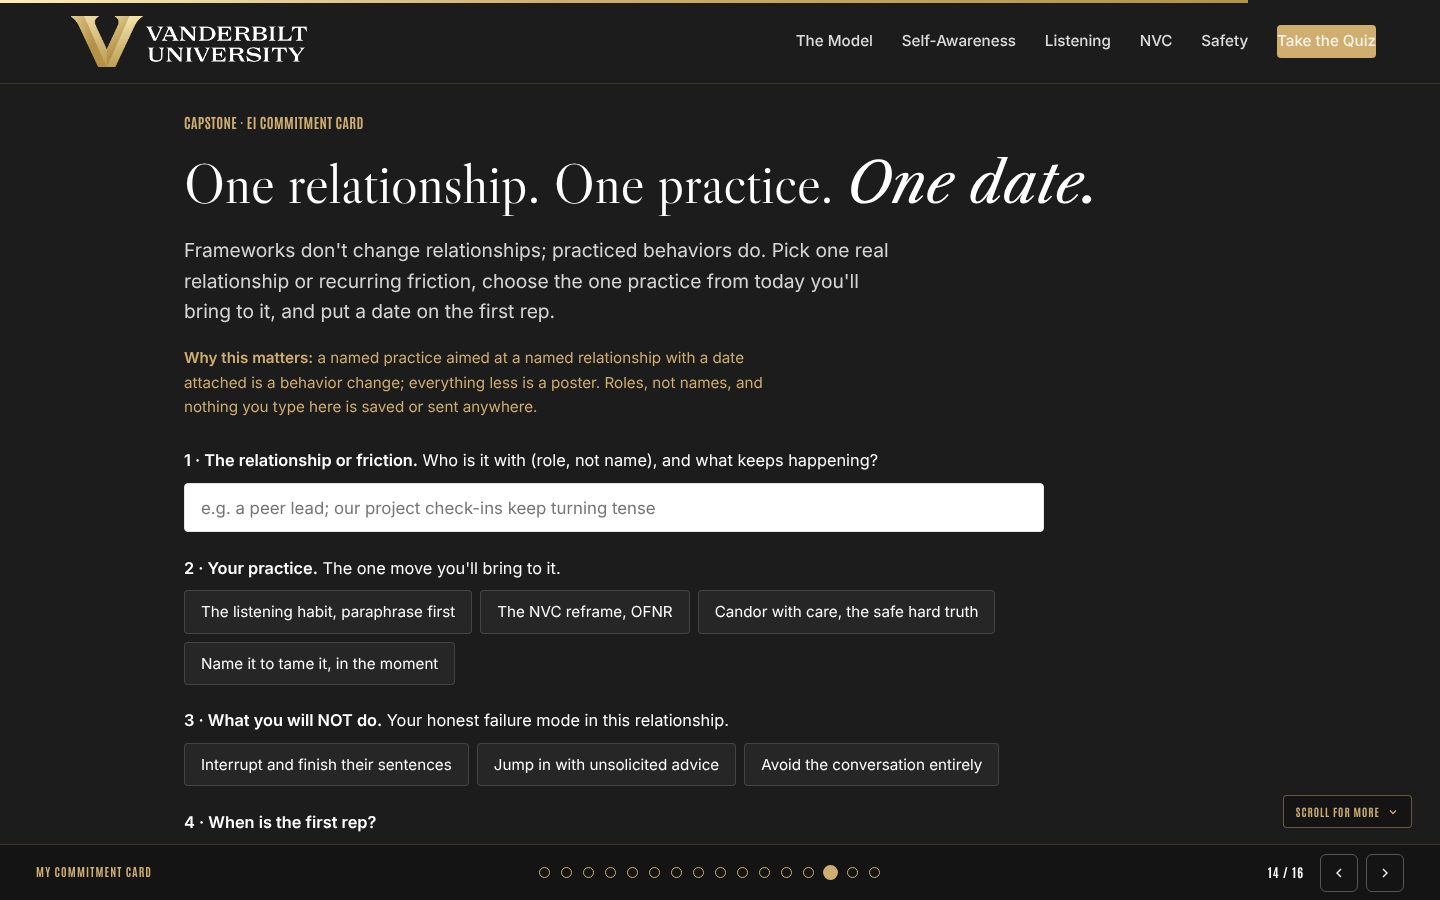 VANDERBILT
UNIVERSITY
The Model
Self-Awareness
Listening
NVC
Safety
Take the Quiz
CAPSTONE · EI COMMITMENT CARD
One relationship. One practice. One date.
Frameworks don't change relationships; practiced behaviors do. Pick one real
relationship or recurring friction, choose the one practice from today you'll
bring to it, and put a date on the first rep.
Why this matters: a named practice aimed at a named relationship with a date
attached is a behavior change; everything less is a poster. Roles, not names, and
nothing you type here is saved or sent anywhere.
1 · The relationship or friction. Who is it with (role, not name), and what keeps happening?
e.g. a peer lead; our project check-ins keep turning tense
2 · Your practice. The one move you'll bring to it.
The listening habit, paraphrase first
The NVC reframe, OFNR
Candor with care, the safe hard truth
Name it to tame it, in the moment
3 · What you will NOT do. Your honest failure mode in this relationship.
Interrupt and finish their sentences
Jump in with unsolicited advice
Avoid the conversation entirely
4 · When is the first rep?
SCROLL FOR MORE
MY COMMITMENT CARD
14 / 16